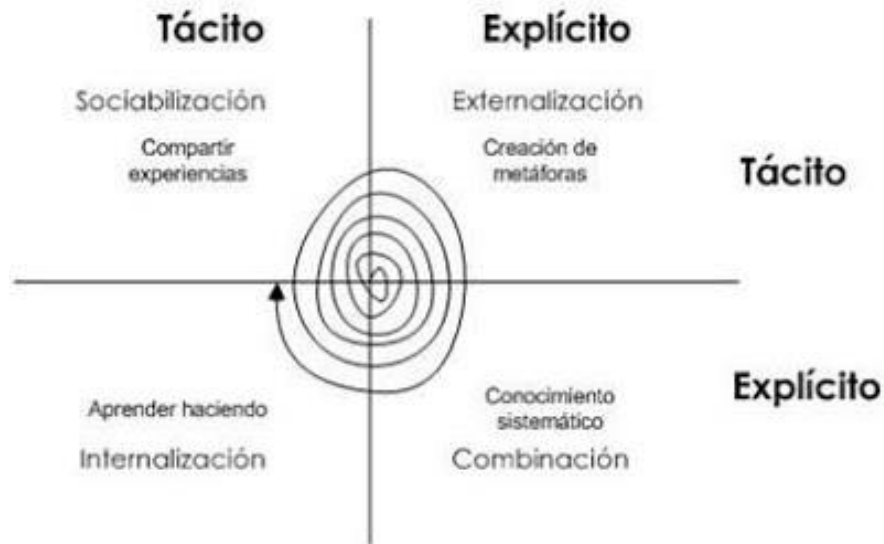 Tácito
Explícito
Sociabilización
Externalización
Compartir
experiencias
Creación de
metáforas
Tácito
Aprender haciendo
Conocimiento
sistemático
Explícito
Internalización
Combinación